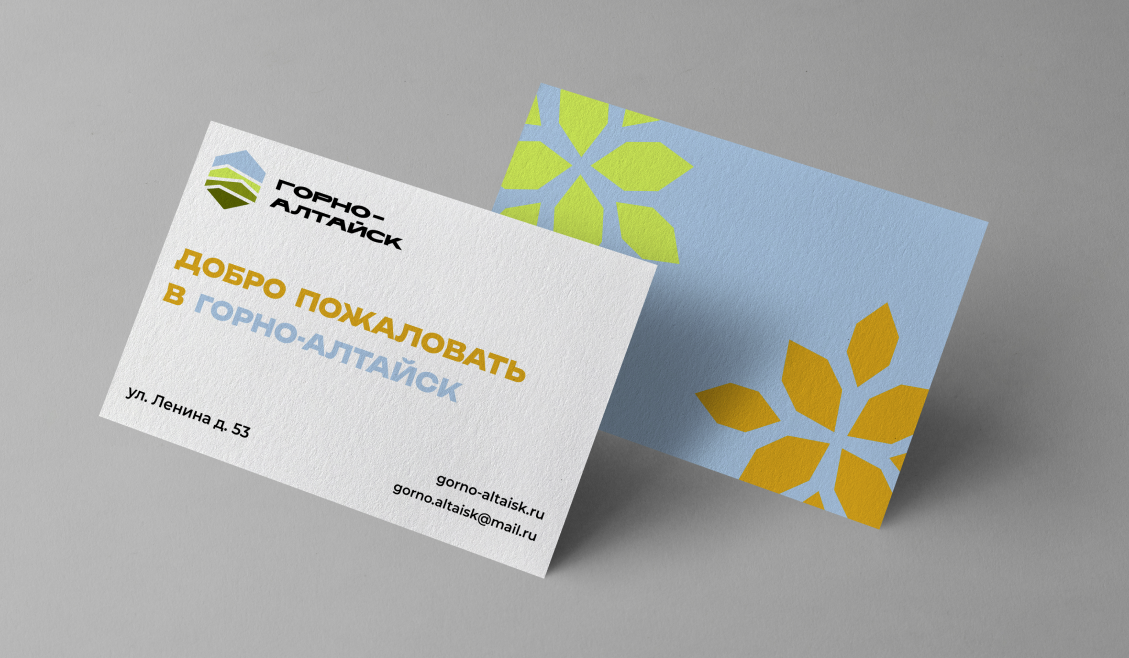 ГОРНО-
АЛТАЙСК
ДОБРО ПОЖАЛОВАТЬ
В ГОРНО-АЛТАЙСК
ул. Ленина д. 53
gorno-altaisk.ru
gorno.altaisk@mail.ru